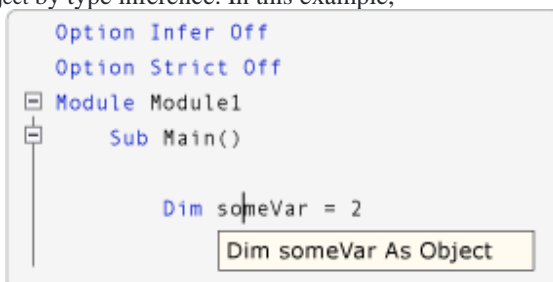 ject by type inference. In this example,
Option Infer Off
Option Strict Off
Module Module1
Sub Main()
Dim someVar = 2
Dim someVar As Object